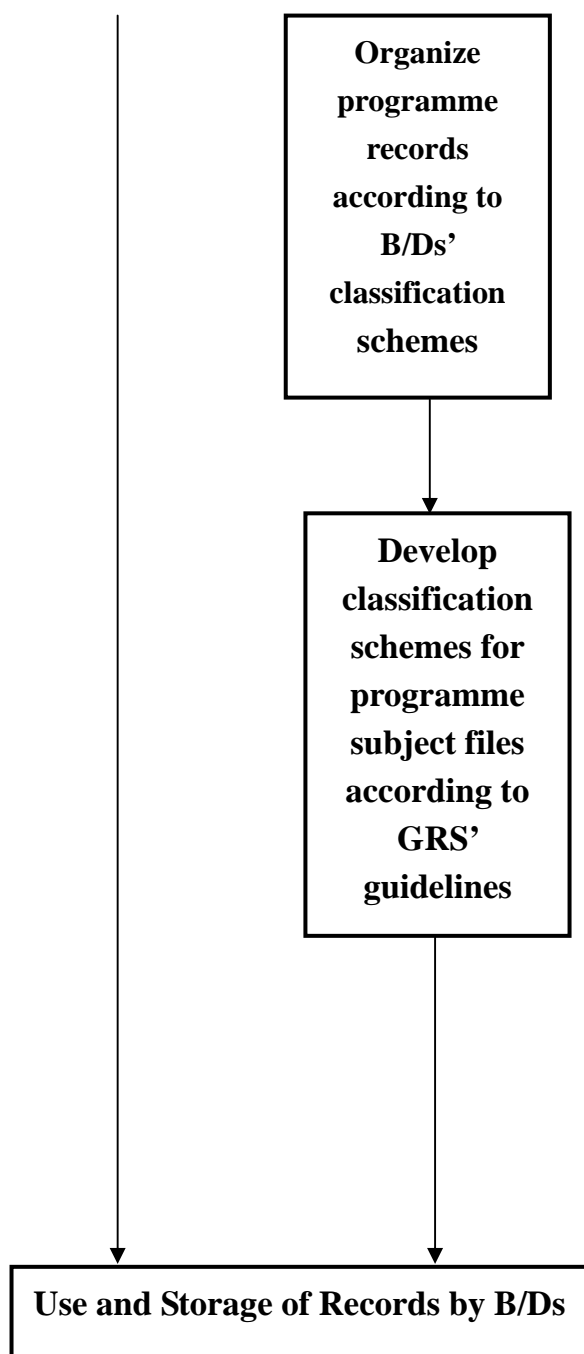 Organize
programme
records
according to
B/Ds’
classification
schemes
Develop
classification
schemes for
programme
subject files
according to
GRS’
guidelines
Use and Storage of Records by B/Ds